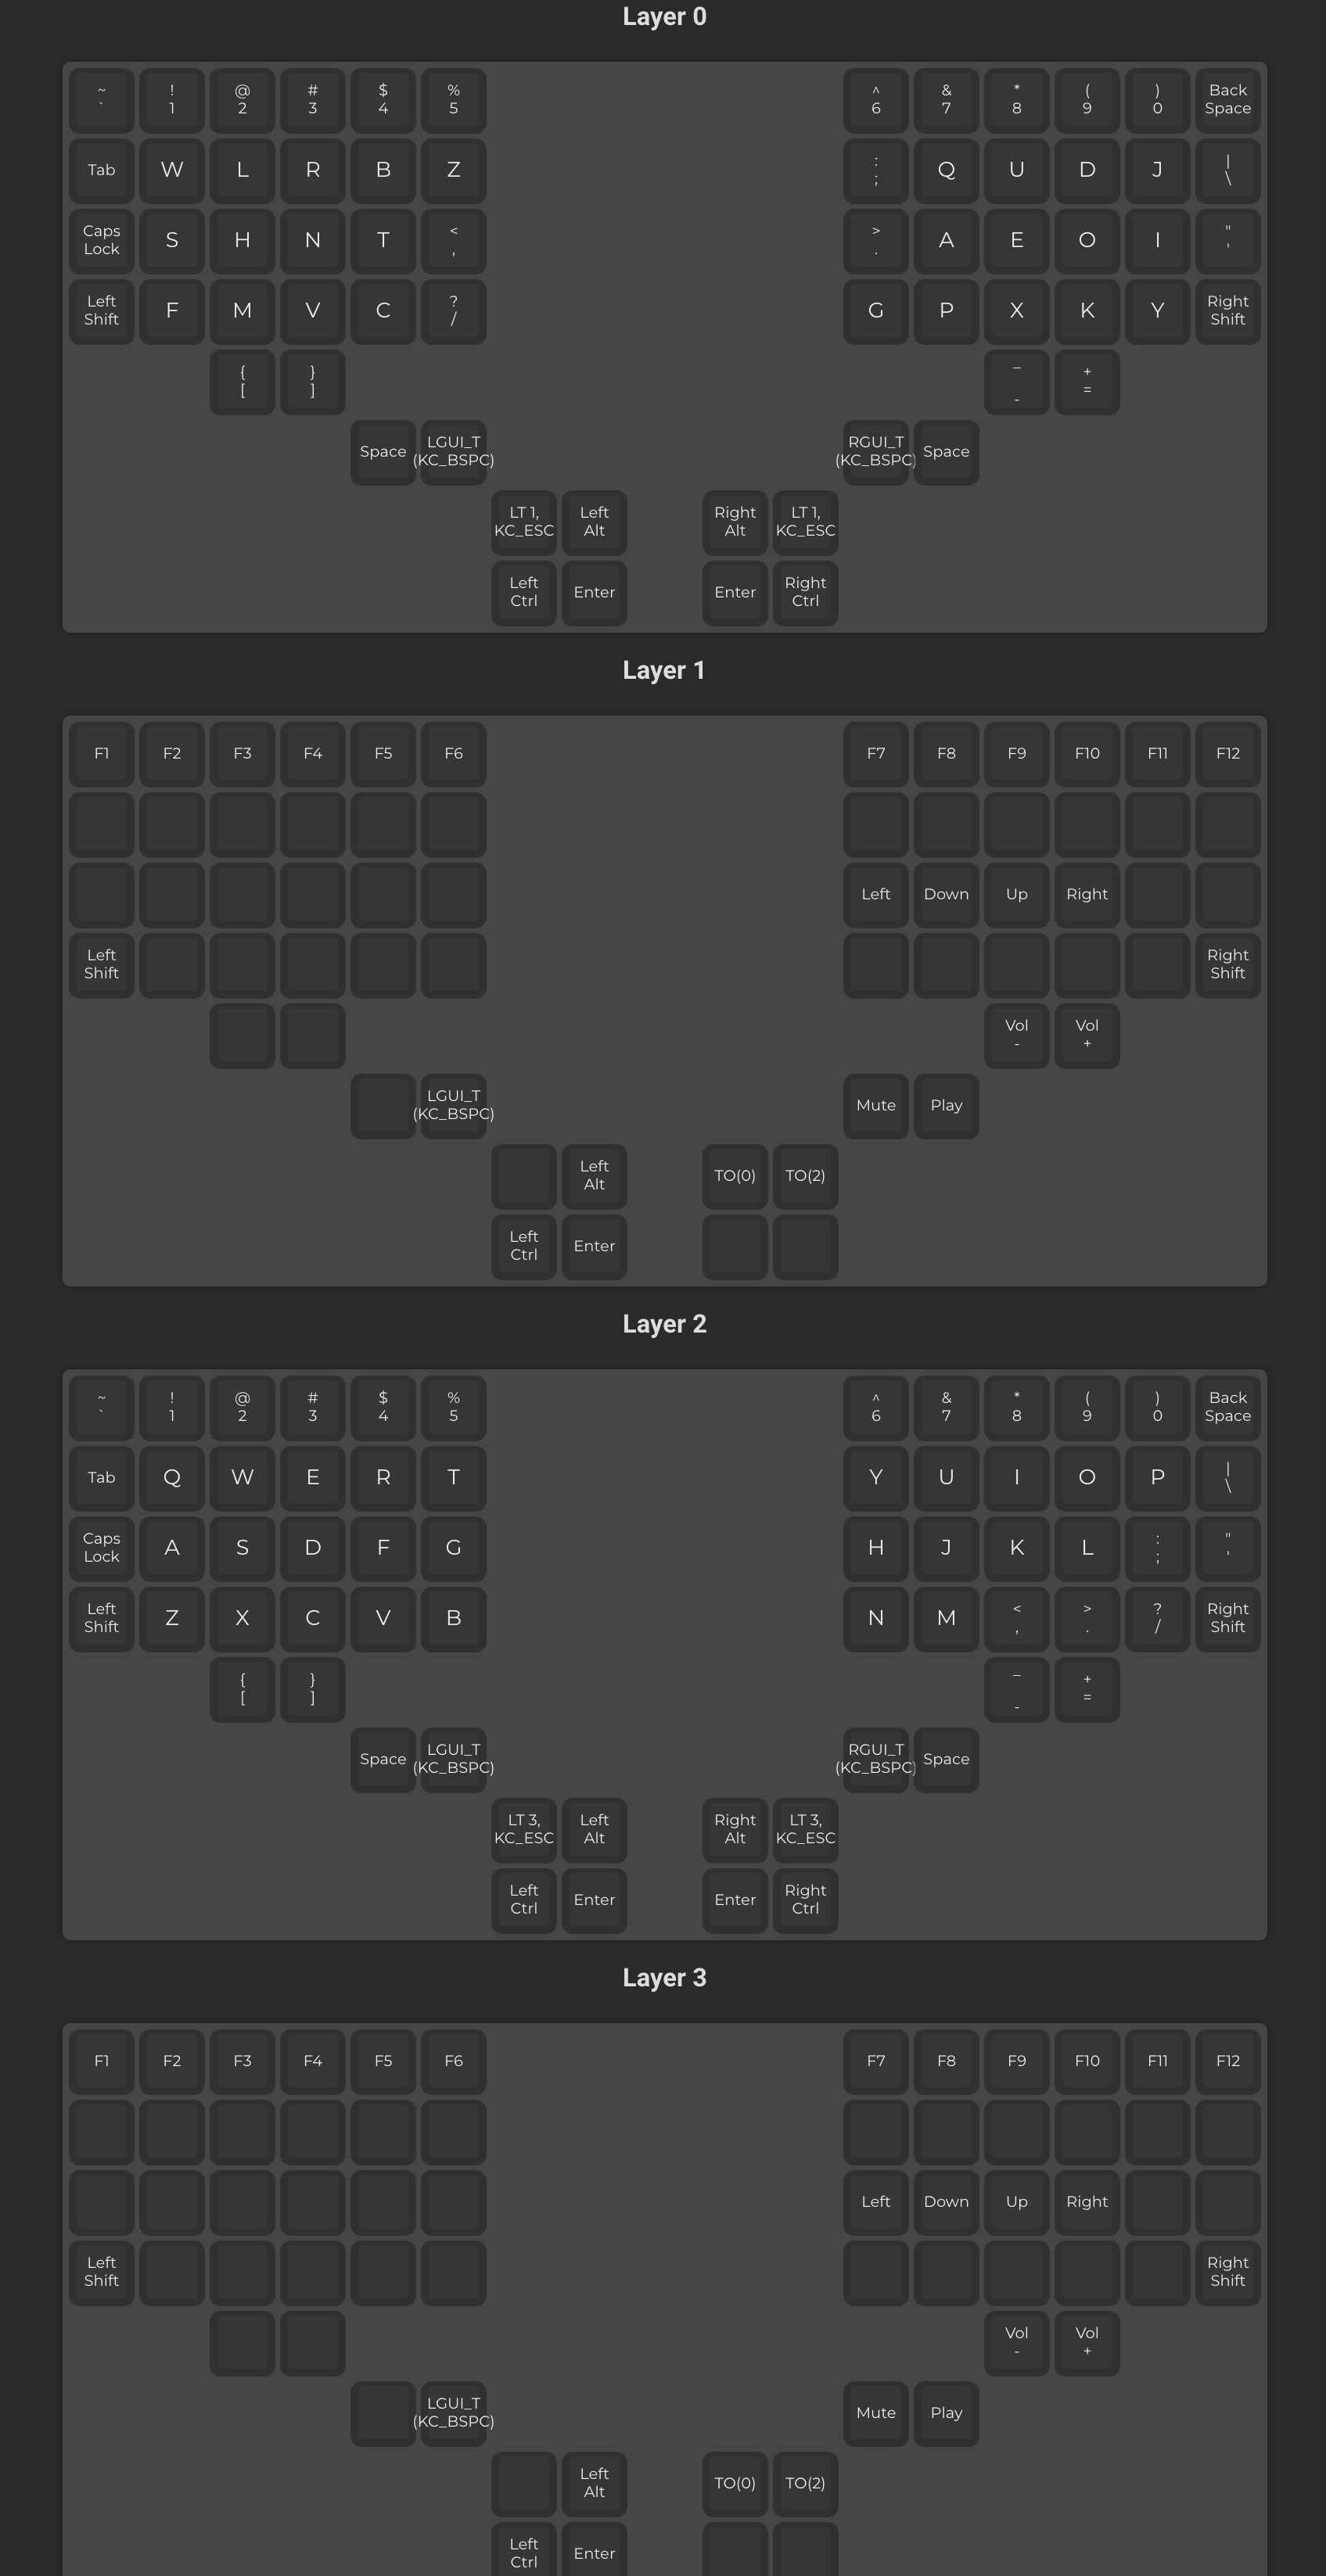 Layer 0
~ ! @ # $ % ^ & * ( ) Back
` 1 2 3 4 5 6 7 8 9 0 Space
Tab W L R B Z : Q U D J |
; \
Caps S H N T < > A E O I "
Lock , . '
Left F M V C ? G P X K Y Right
Shift / Shift
{ } _ +
[ ] - =
Space LGUI_T RGUI_T Space
(KC_BSPC) (KC_BSPC)
LT 1, Left Right LT 1,
KC_ESC Alt Alt KC_ESC
Left Enter Enter Right
Ctrl Ctrl
Layer 1
F1 F2 F3 F4 F5 F6 F7 F8 F9 F10 F11 F12
Left Down Up Right
Left Right
Shift Shift
Vol Vol
- +
LGUI_T Mute Play
(KC_BSPC)
Left TO(0) TO(2)
Alt
Left Enter
Ctrl
Layer 2
~ ! @ # $ % ^ & * ( ) Back
` 1 2 3 4 5 6 7 8 9 0 Space
Tab Q W E R T Y U I O P |
\
Caps A S D F G H J K L : "
Lock ; '
Left Z X C V B N M < > ? Right
Shift , . / Shift
{ } _ +
[ ] - =
Space LGUI_T RGUI_T Space
(KC_BSPC) (KC_BSPC)
LT 3, Left Right LT 3,
KC_ESC Alt Alt KC_ESC
Left Enter Enter Right
Ctrl Ctrl
Layer 3
F1 F2 F3 F4 F5 F6 F7 F8 F9 F10 F11 F12
Left Down Up Right
Left Right
Shift Shift
Vol Vol
- +
LGUI_T Mute Play
(KC_BSPC)
Left TO(0) TO(2)
Alt
Left Enter
Ctrl